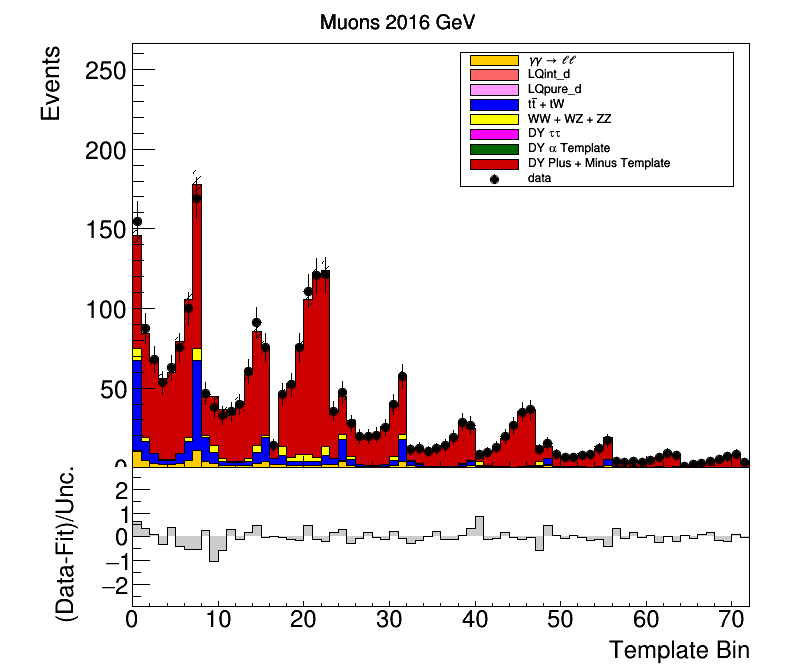 Muons 2016 GeV
Events
250
200
150
100
50
0
γγ → ℓℓ
LQint_d
LQpure_d
tt̅ + tW
WW + WZ + ZZ
DY ττ
DY α Template
DY Plus + Minus Template
data
(Data-Fit)/Unc.
2
1
0
−1
−2
0 10 20 30 40 50 60 70
Template Bin